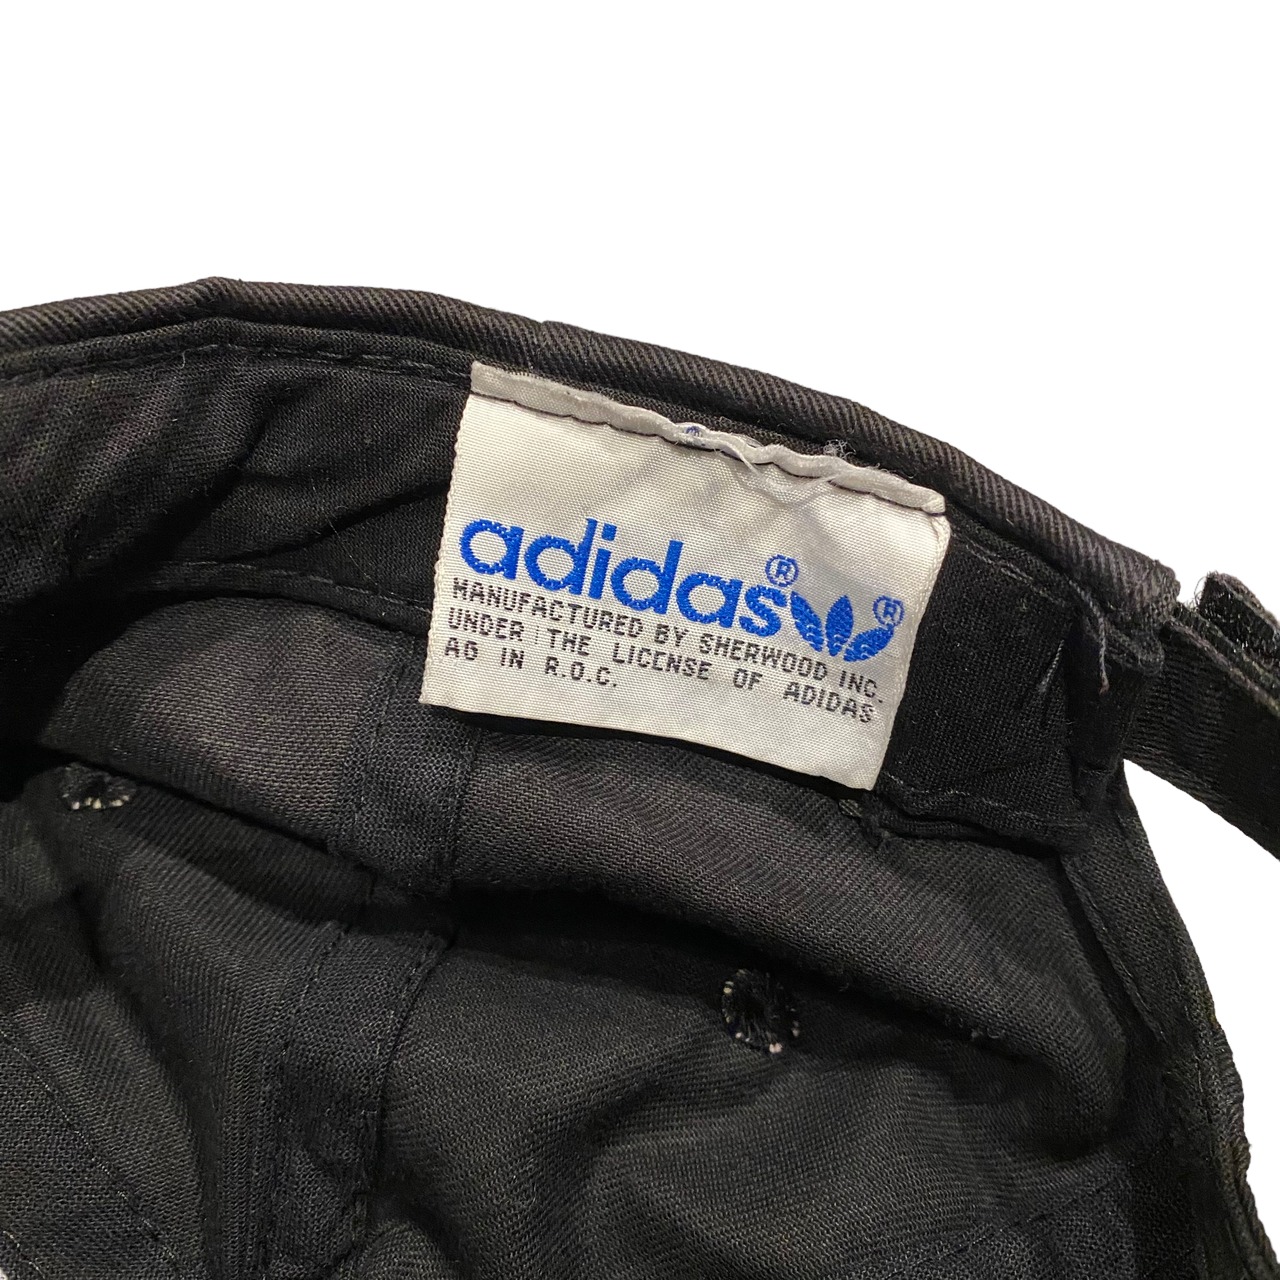 adidas®®
MANUFACTURED BY SHERWOOD INC.
UNDER THE LICENSE OF ADIDAS
AG IN R.O.C.